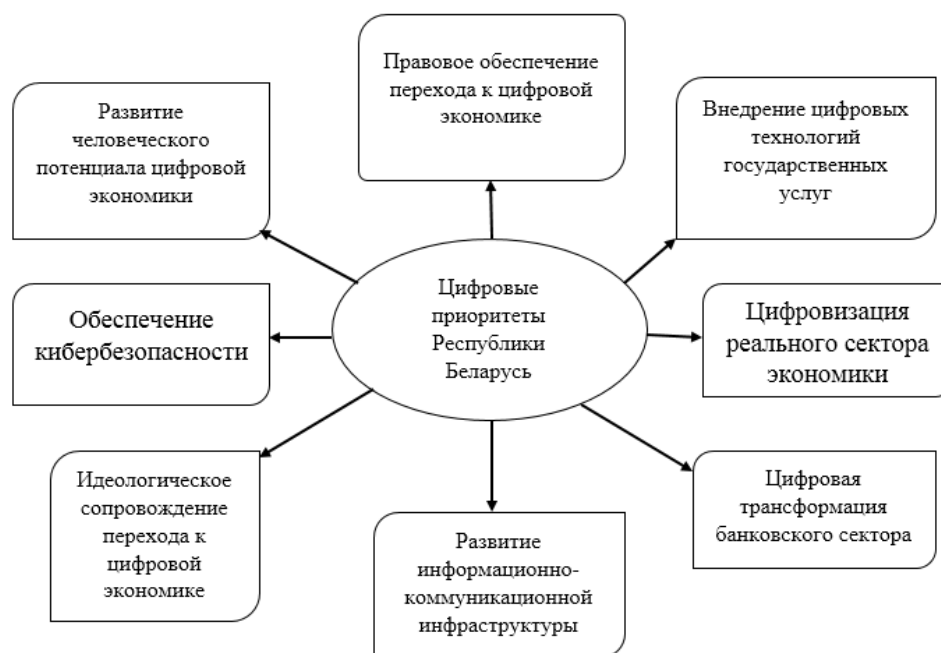 Правовое обеспечение
перехода к цифровой
экономике
Развитие
человеческого
потенциала цифровой
экономики
Внедрение цифровых
технологий
государственных
услуг
Цифровые
приоритеты
Республики
Беларусь
Обеспечение
кибербезопасности
Цифровизация
реального сектора
экономики
Идеологическое
сопровождение
перехода к
цифровой
экономике
Цифровая
трансформация
банковского сектора
Развитие
информационно-
коммуникационной
инфраструктуры